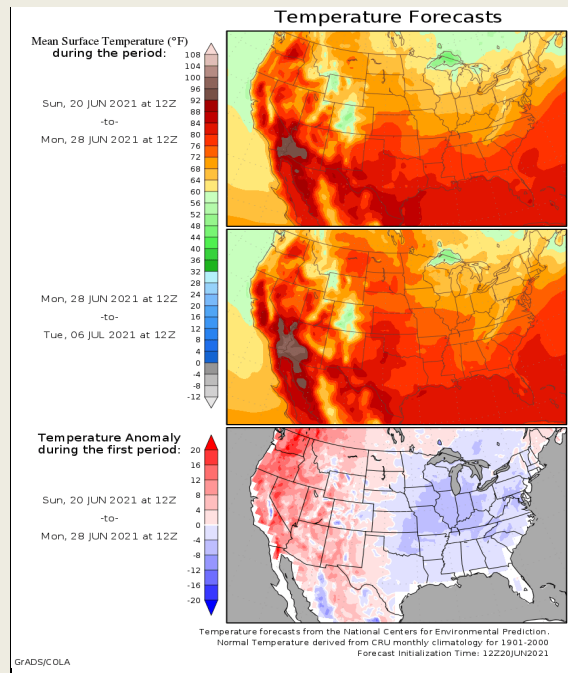 Temperature Forecasts
Mean Surface Temperature (°F)
during the period:
Sun, 20 JUN 2021 at 12Z
-to-
Mon, 28 JUN 2021 at 12Z
108
104
100
96
92
88
84
80
76
72
68
64
60
56
52
48
44
40
36
32
28
24
20
16
12
8
4
0
-4
-8
-12
Mon, 28 JUN 2021 at 12Z
-to-
Tue, 06 JUL 2021 at 12Z
Temperature Anomaly
during the first period:
Sun, 20 JUN 2021 at 12Z
-to-
Mon, 28 JUN 2021 at 12Z
20
16
12
8
4
0
-4
-8
-12
-16
-20
Temperature forecasts from the National Centers for Environmental Prediction.
Normal Temperature derived from CRU monthly climatology for 1901-2000
Forecast Initialization Time: 12Z20JUN2021
GrADS/COLA